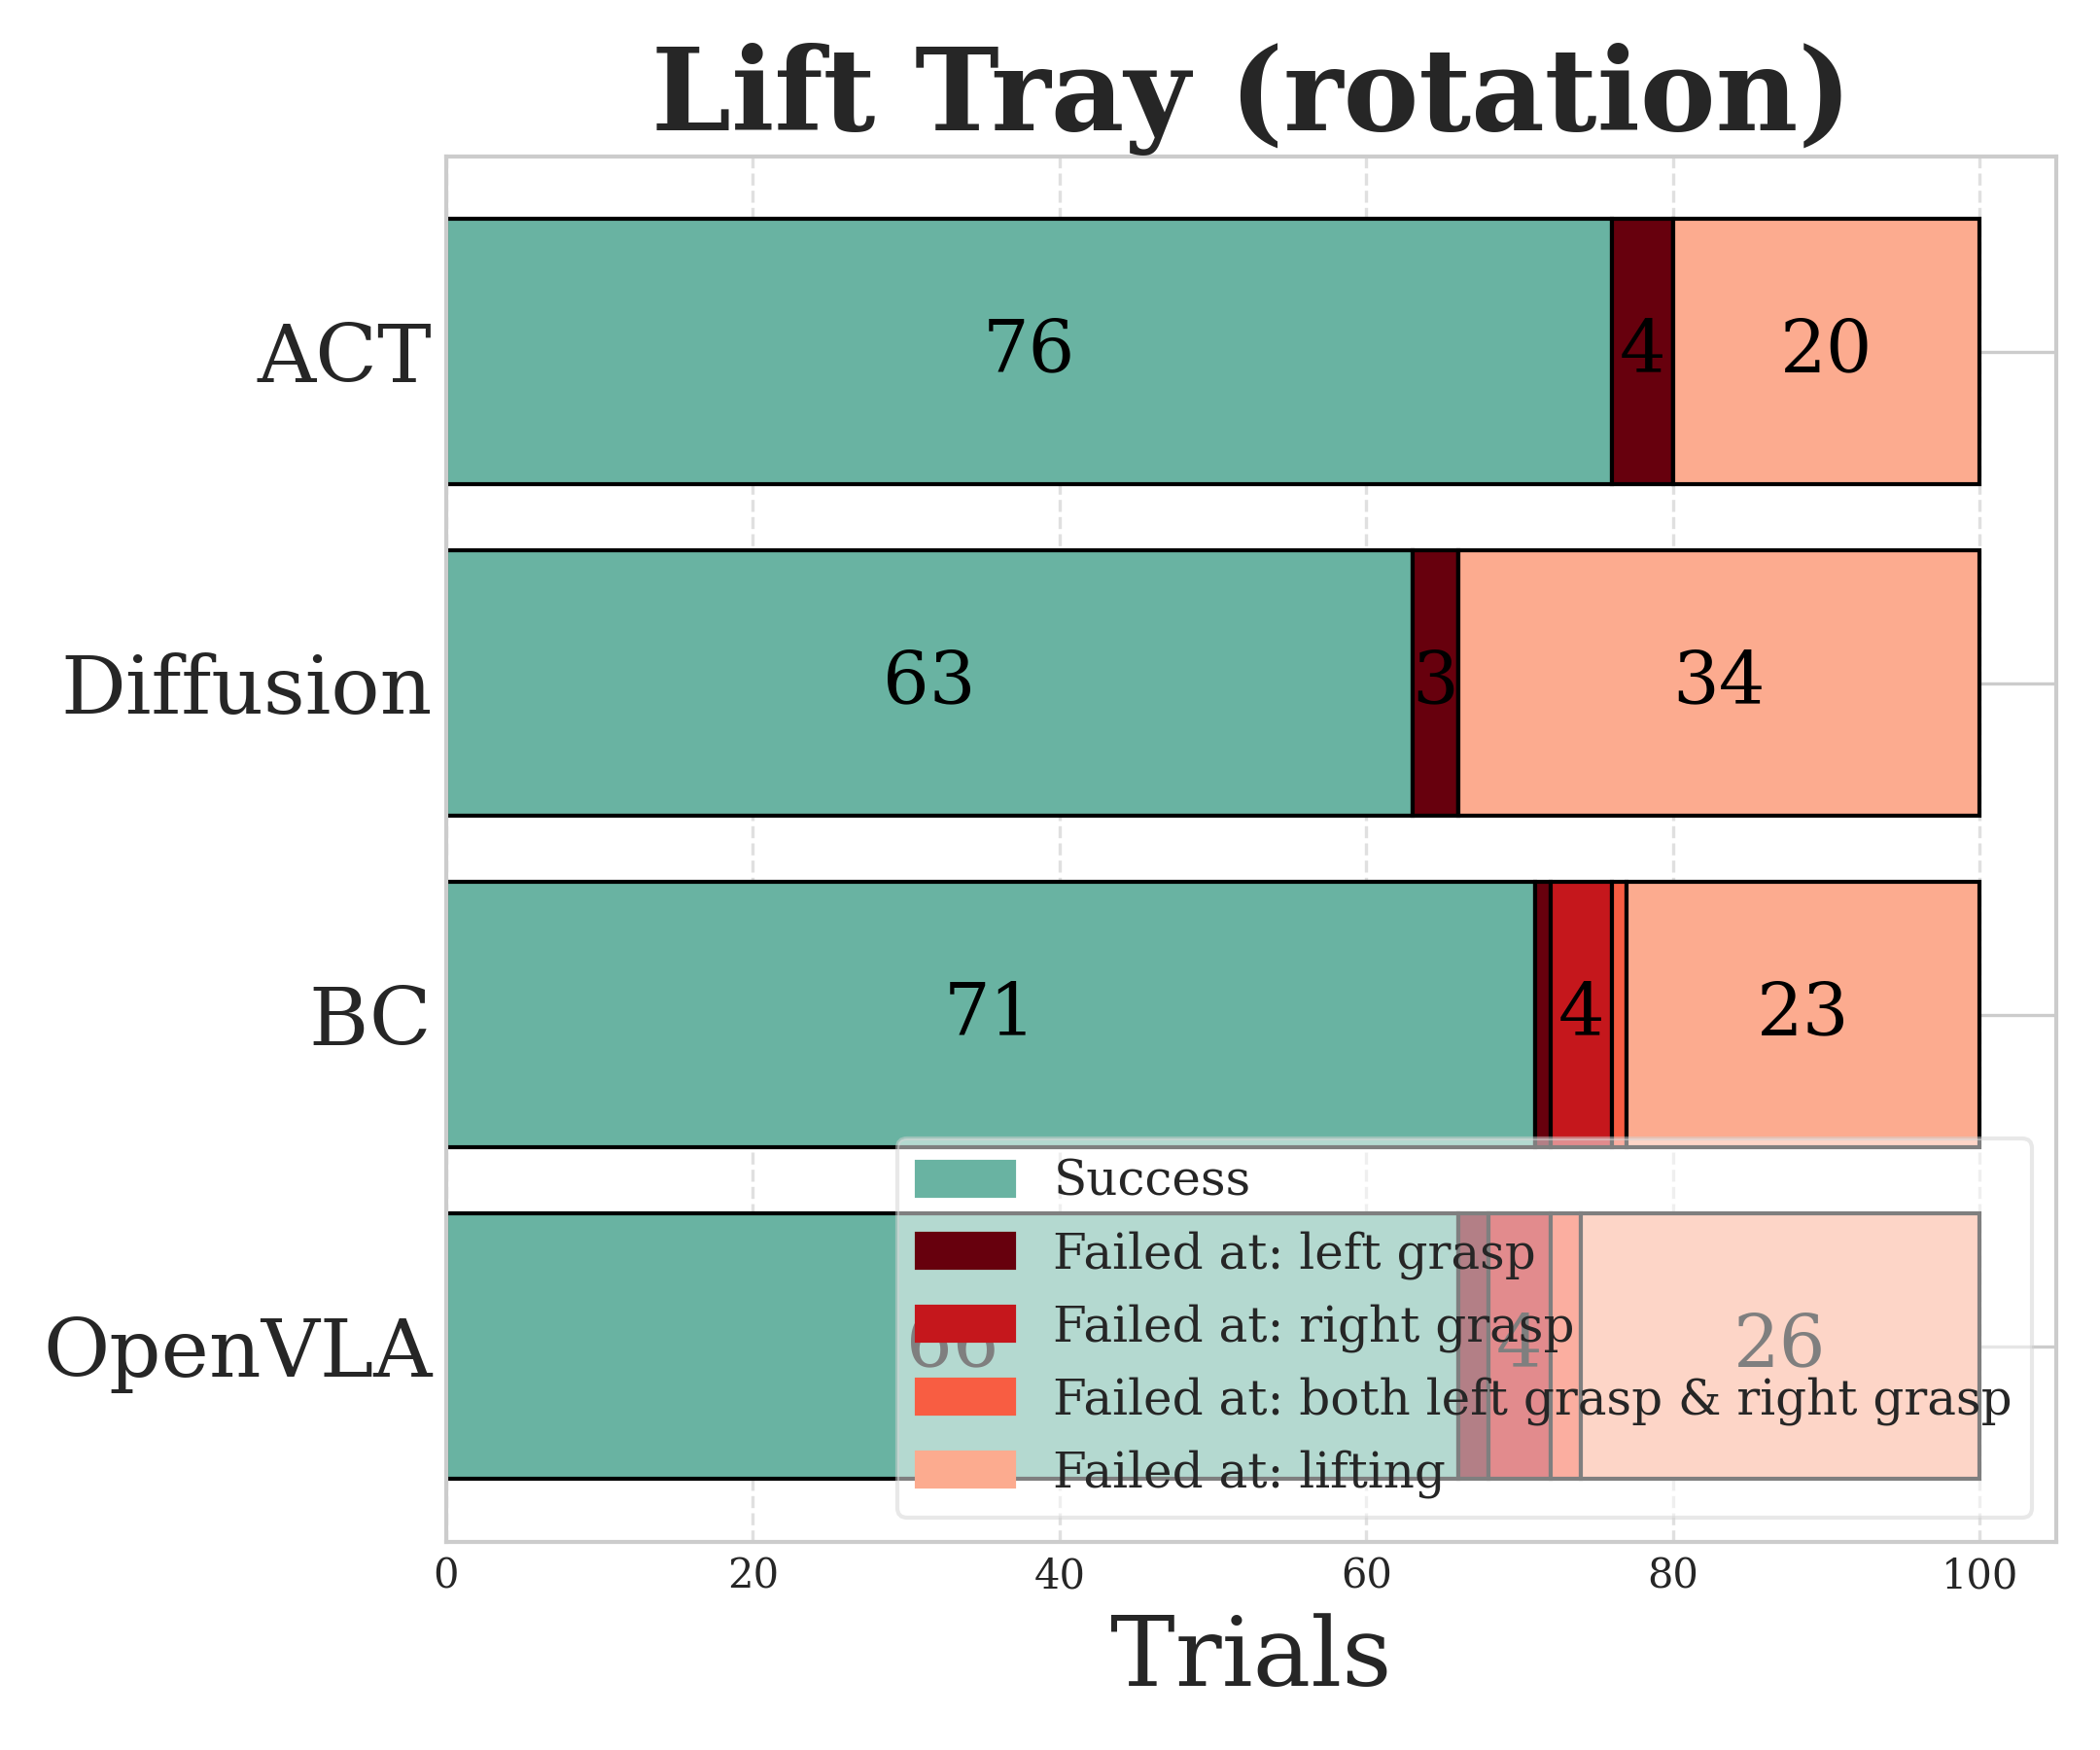 Lift Tray (rotation)
ACT
76
4
20
Diffusion
63
3
34
BC
71
4
23
OpenVLA
66
4
26
Success
Failed at: left grasp
Failed at: right grasp
Failed at: both left grasp & right grasp
Failed at: lifting
0 20 40 60 80 100
Trials